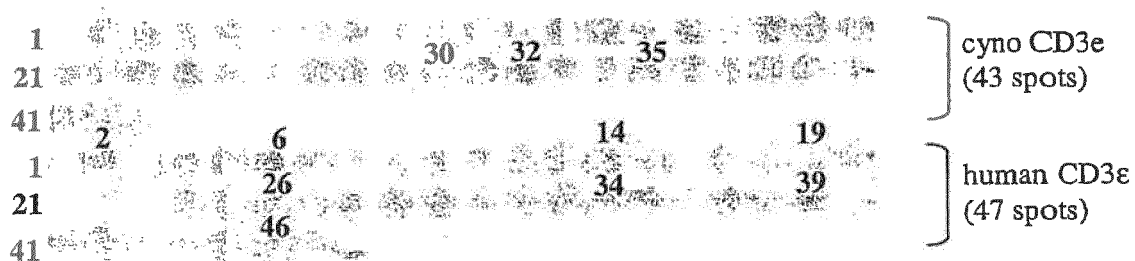 1
30 32 35
21
41
cyno CD3e
(43 spots)
2 6 14 19
1
26 34 39
21
46
41
human CD3ε
(47 spots)